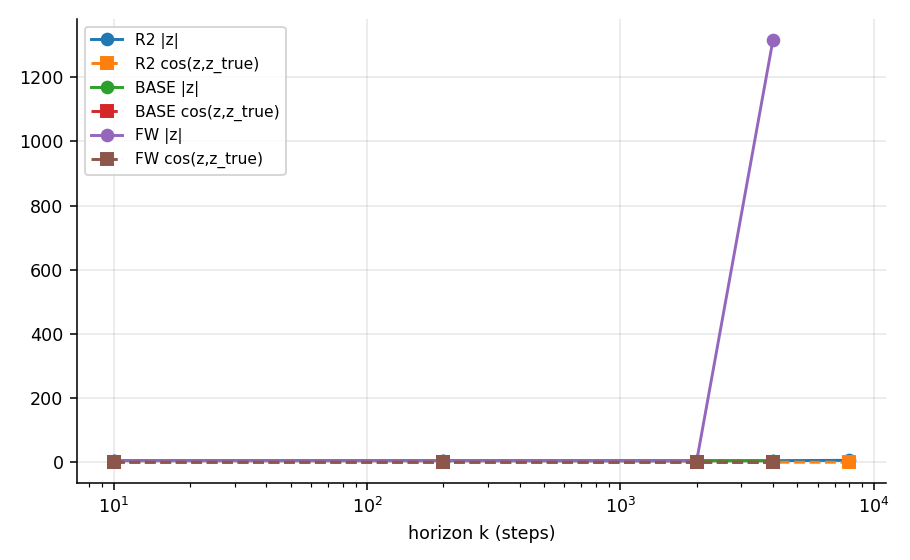 R2 |z|
R2 cos(z,z_true)
BASE |z|
BASE cos(z,z_true)
FW |z|
FW cos(z,z_true)
1200
1000
800
600
400
200
0
10¹ 10² 10³ 10⁴
horizon k (steps)